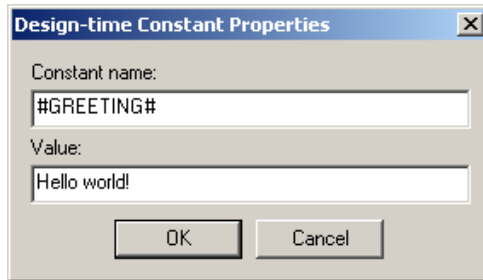 Design-time Constant Properties
Constant name:
#GREETING#
Value:
Hello world!
OK Cancel